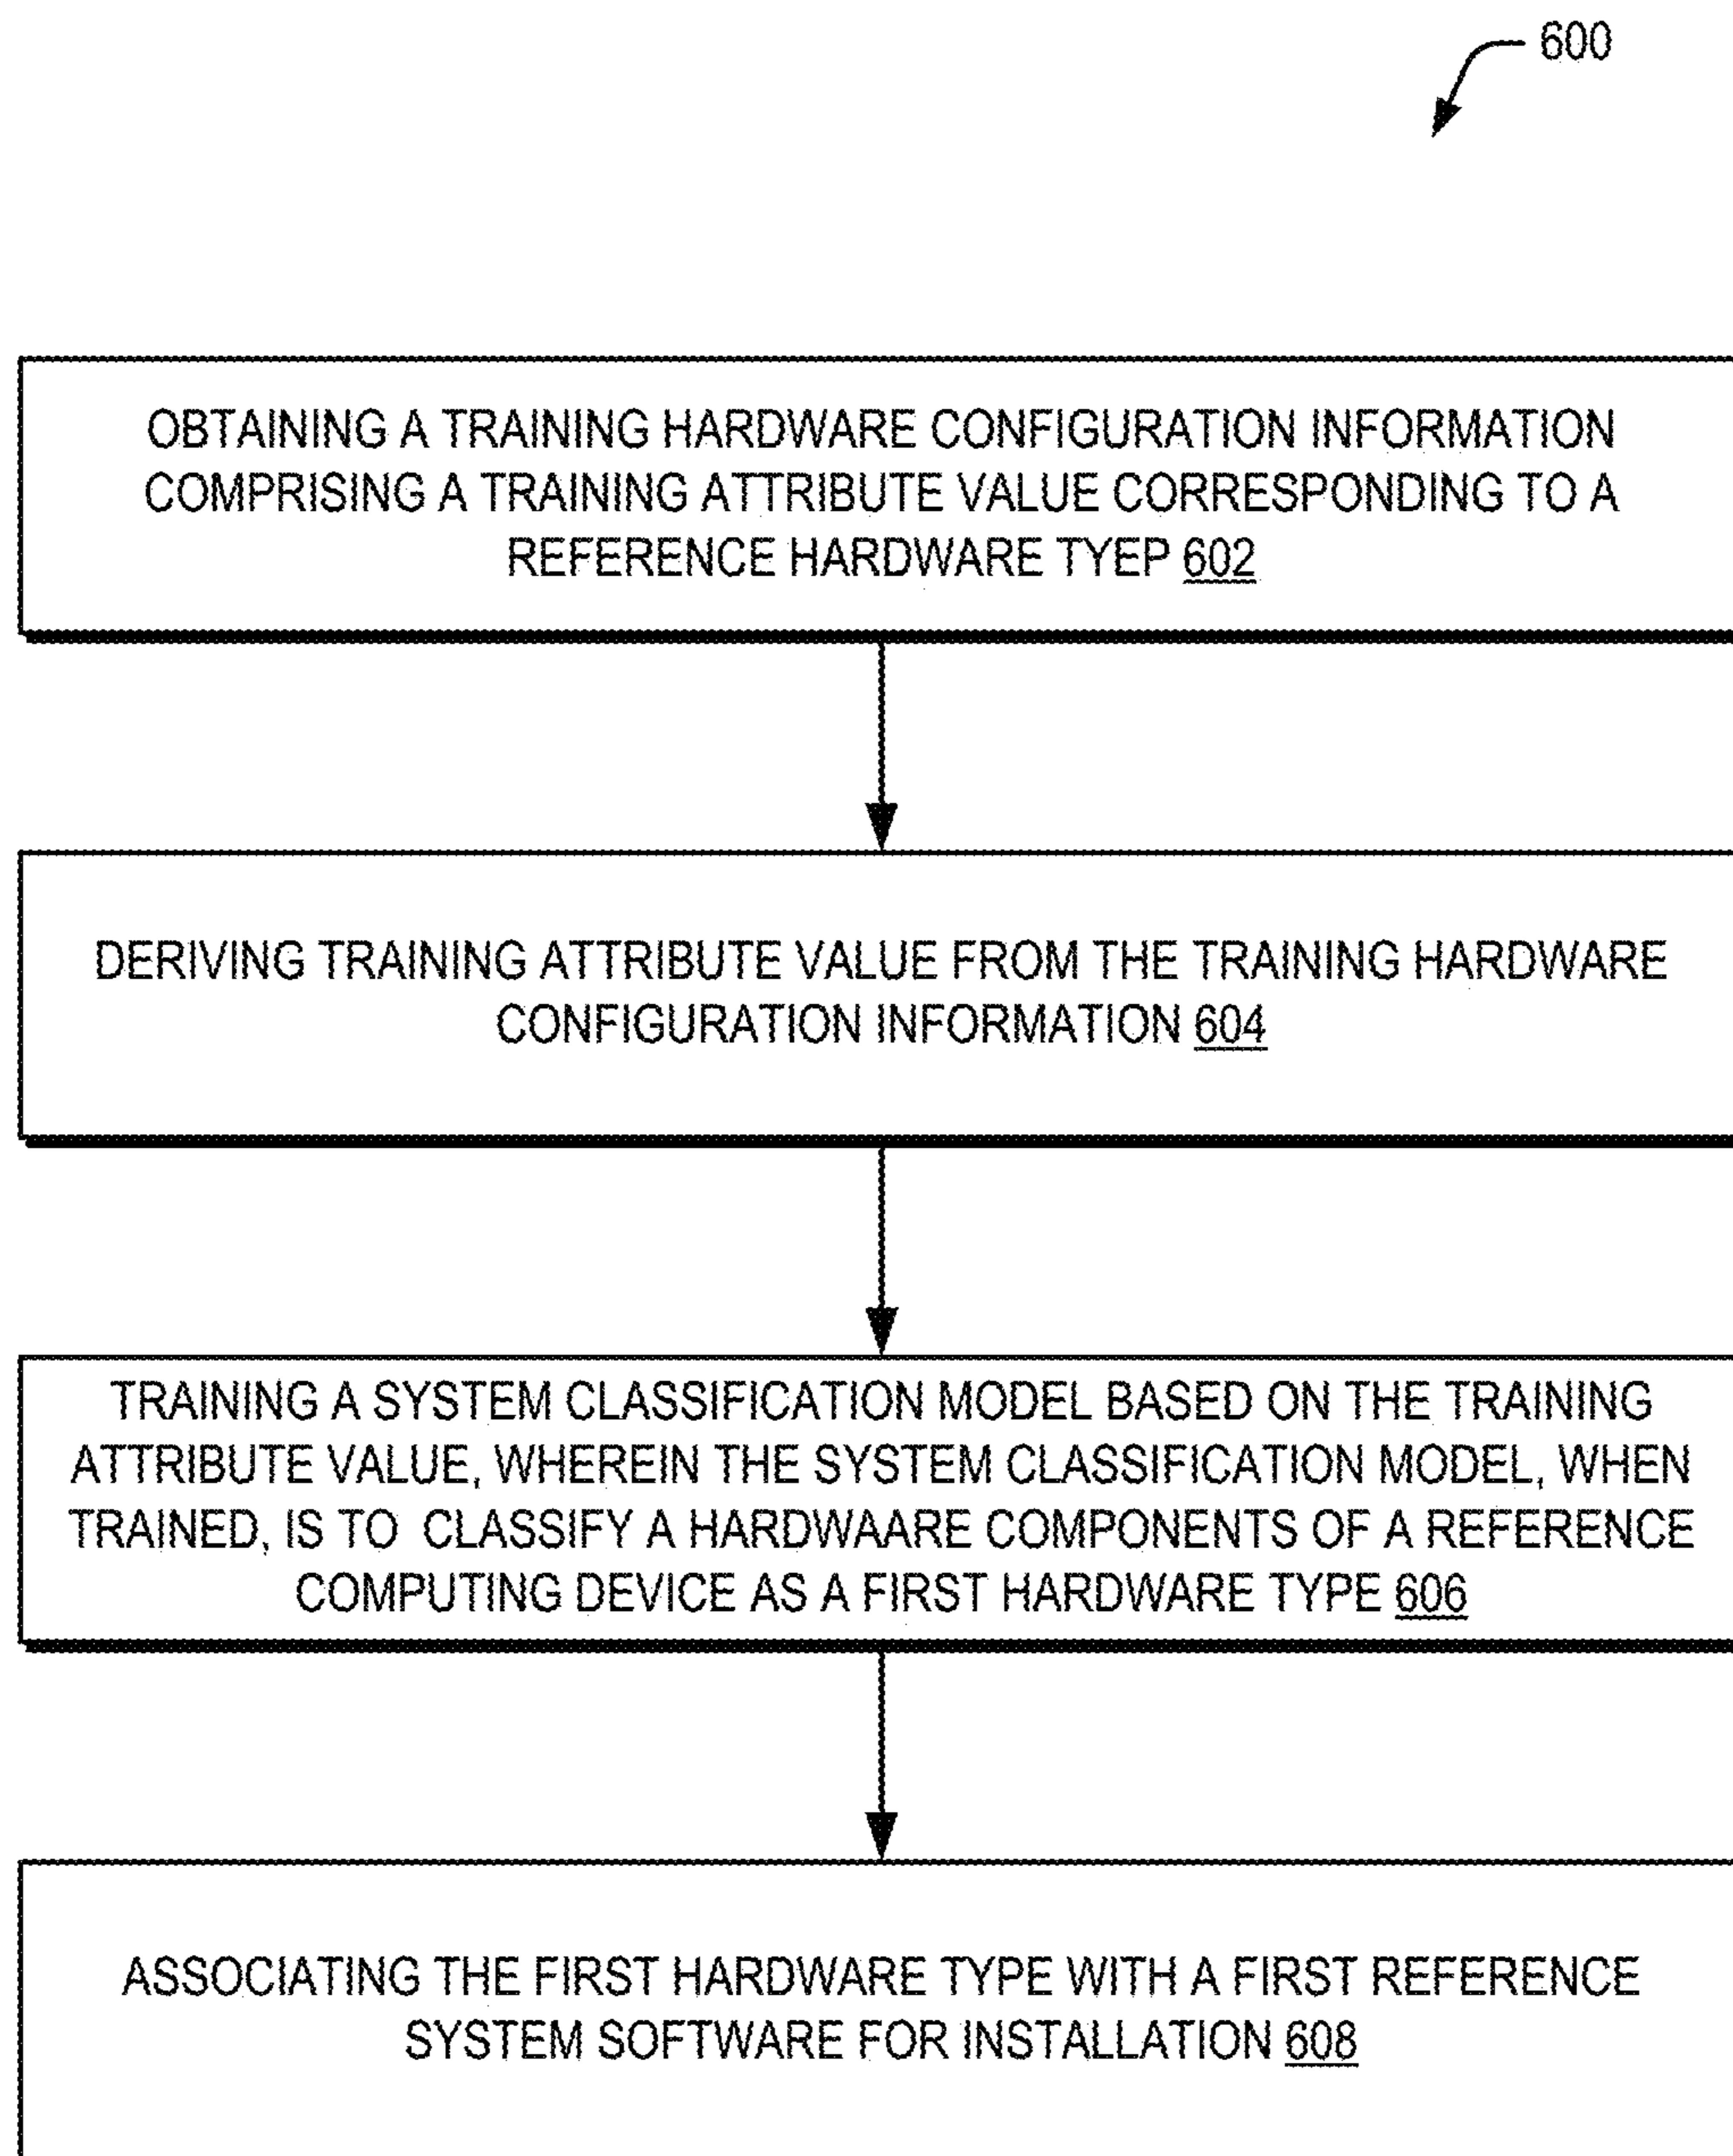 600
OBTAINING A TRAINING HARDWARE CONFIGURATION INFORMATION
COMPRISING A TRAINING ATTRIBUTE VALUE CORRESPONDING TO A
REFERENCE HARDWARE TYEP 602
DERIVING TRAINING ATTRIBUTE VALUE FROM THE TRAINING HARDWARE
CONFIGURATION INFORMATION 604
TRAINING A SYSTEM CLASSIFICATION MODEL BASED ON THE TRAINING
ATTRIBUTE VALUE, WHEREIN THE SYSTEM CLASSIFICATION MODEL, WHEN
TRAINED, IS TO CLASSIFY A HARDWAARE COMPONENTS OF A REFERENCE
COMPUTING DEVICE AS A FIRST HARDWARE TYPE 606
ASSOCIATING THE FIRST HARDWARE TYPE WITH A FIRST REFERENCE
SYSTEM SOFTWARE FOR INSTALLATION 608